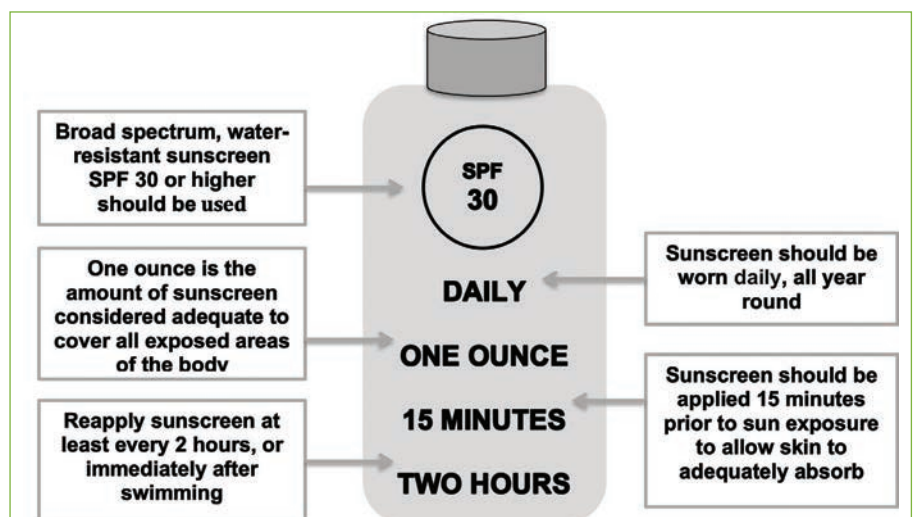 Broad spectrum, water-
resistant sunscreen
SPF 30 or higher
should be used
One ounce is the
amount of sunscreen
considered adequate to
cover all exposed areas
of the body
Reapply sunscreen at
least every 2 hours, or
immediately after
swimming
SPF
30
DAILY
ONE OUNCE
15 MINUTES
TWO HOURS
Sunscreen should be
worn daily, all year
round
Sunscreen should be
applied 15 minutes
prior to sun exposure
to allow skin to
adequately absorb